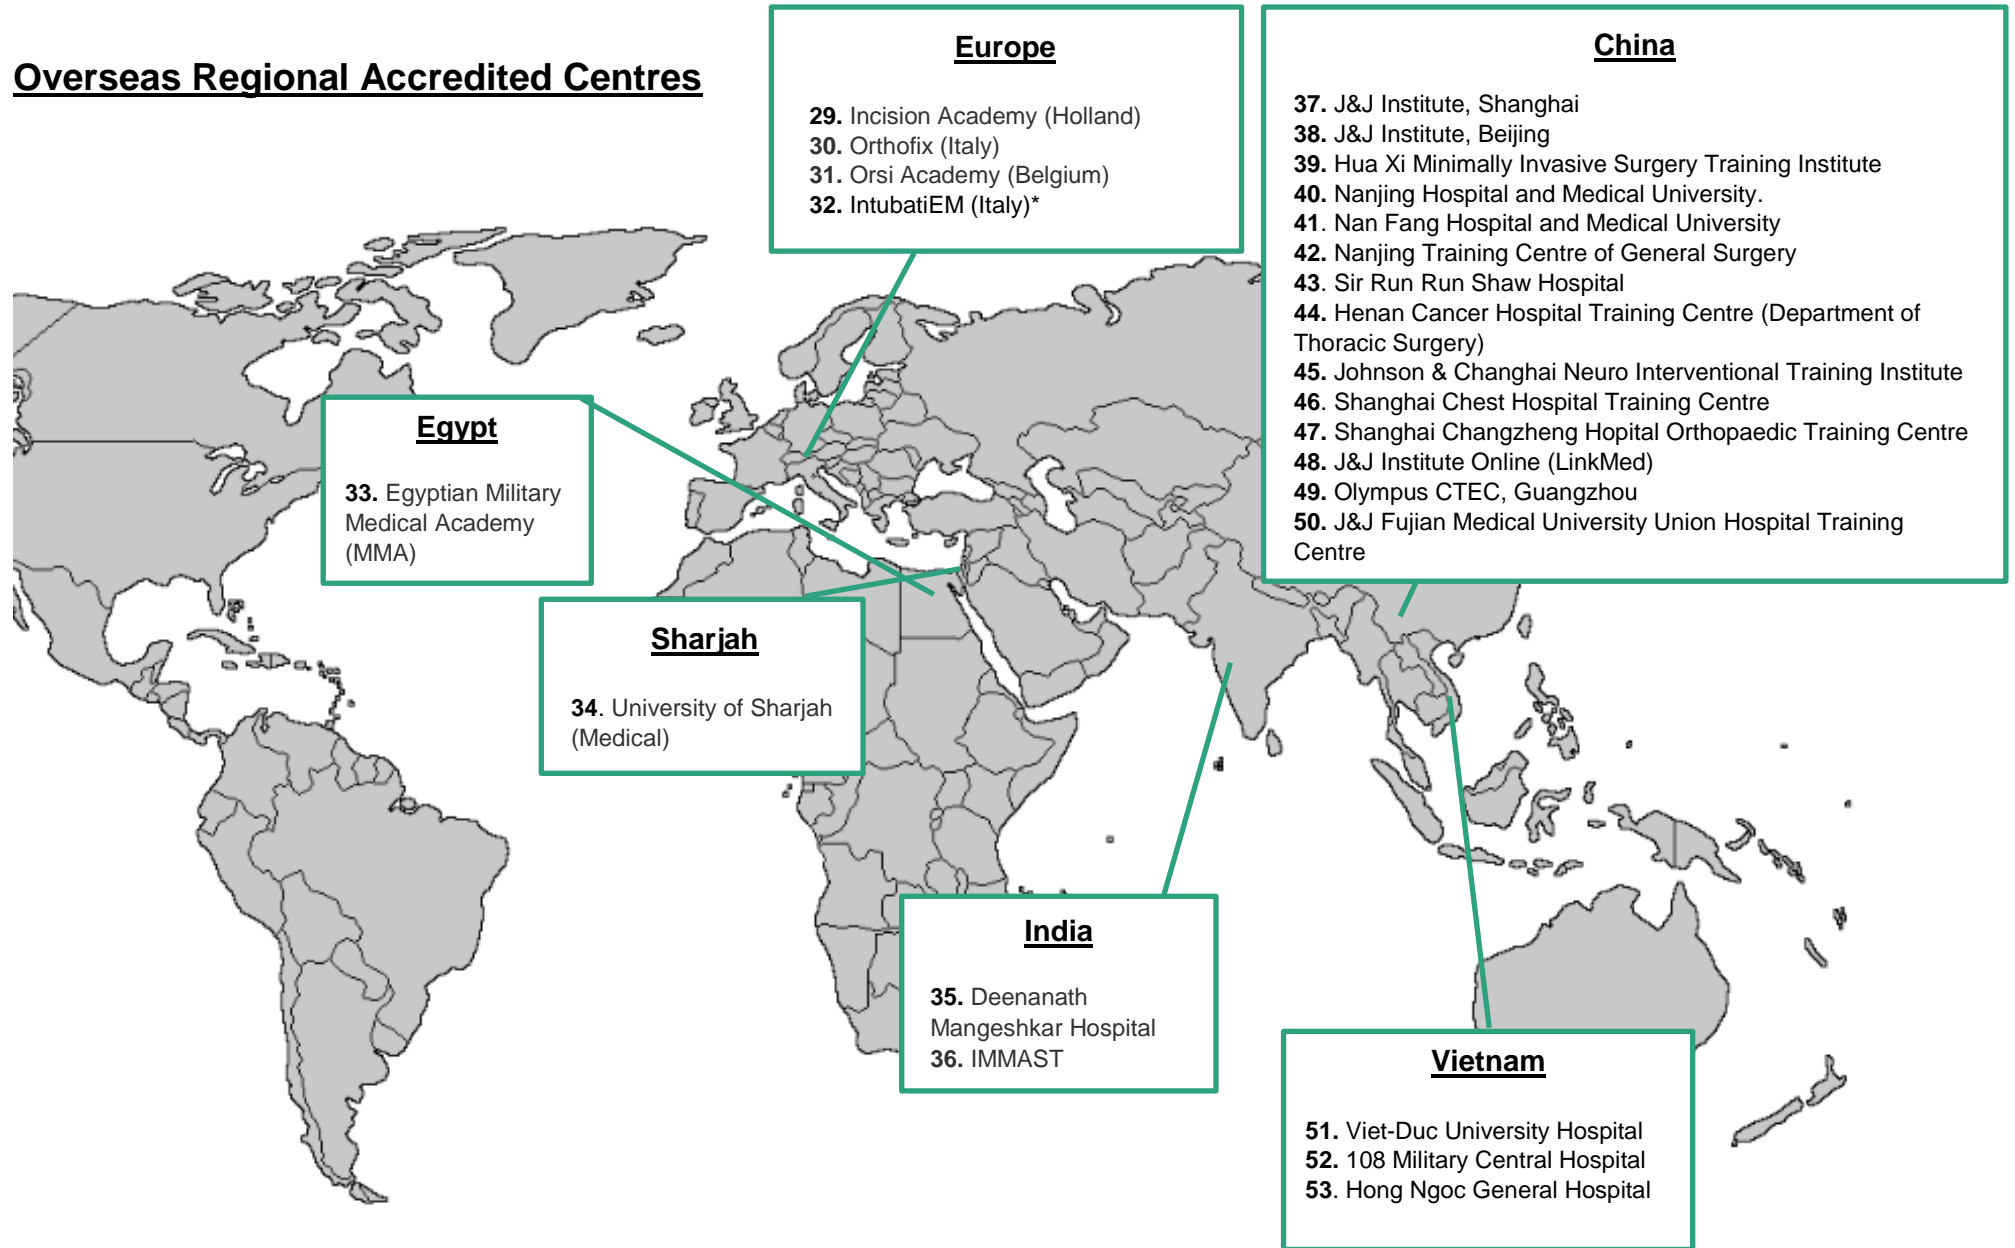 Overseas Regional Accredited Centres
Europe
29. Incision Academy (Holland)
30. Orthofix (Italy)
31. Orsi Academy (Belgium)
32. IntubatiEM (Italy)*
China
37. J&J Institute, Shanghai
38. J&J Institute, Beijing
39. Hua Xi Minimally Invasive Surgery Training Institute
40. Nanjing Hospital and Medical University.
41. Nan Fang Hospital and Medical University
42. Nanjing Training Centre of General Surgery
43. Sir Run Run Shaw Hospital
44. Henan Cancer Hospital Training Centre (Department of
Thoracic Surgery)
45. Johnson & Changhai Neuro Interventional Training Institute
46. Shanghai Chest Hospital Training Centre
47. Shanghai Changzheng Hopital Orthopaedic Training Centre
48. J&J Institute Online (LinkMed)
49. Olympus CTEC, Guangzhou
50. J&J Fujian Medical University Union Hospital Training
Centre
Egypt
33. Egyptian Military
Medical Academy
(MMA)
Sharjah
34. University of Sharjah
(Medical)
India
35. Deenanath
Mangeshkar Hospital
36. IMMAST
Vietnam
51. Viet-Duc University Hospital
52. 108 Military Central Hospital
53. Hong Ngoc General Hospital